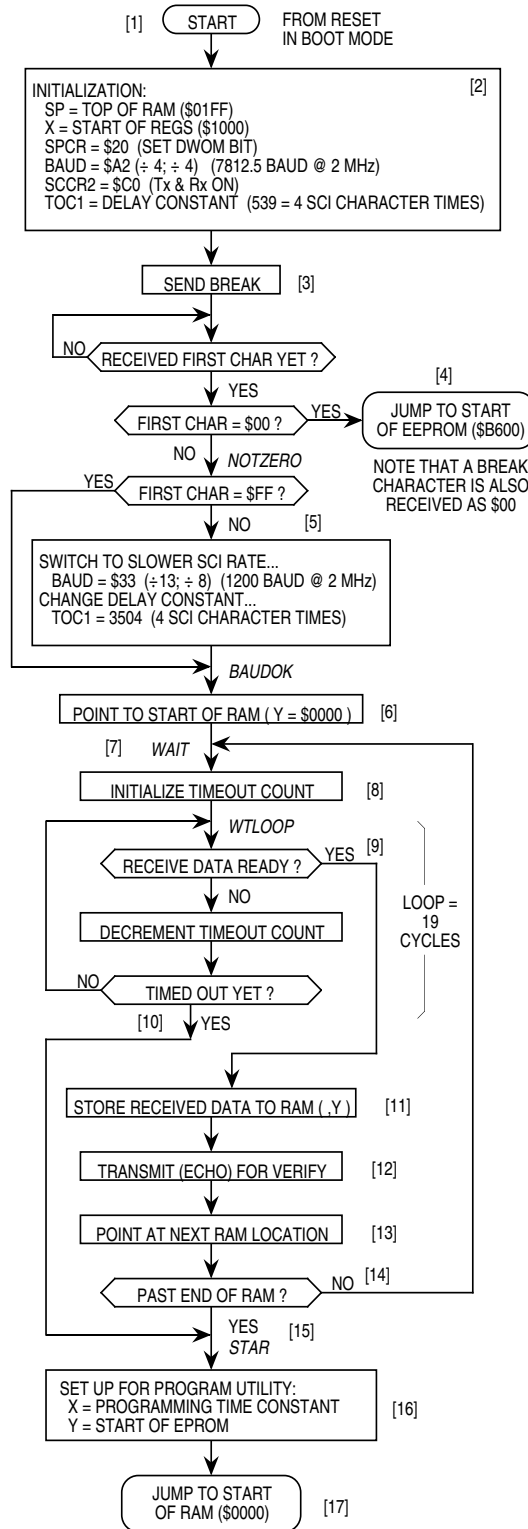 [1] START FROM RESET
IN BOOT MODE
[2]
INITIALIZATION:
SP = TOP OF RAM ($01FF)
X = START OF REGS ($1000)
SPCR = $20 (SET DWOM BIT)
BAUD = $A2 (÷ 4; ÷ 4) (7812.5 BAUD @ 2 MHz)
SCCR2 = $C0 (Tx & Rx ON)
TOC1 = DELAY CONSTANT (539 = 4 SCI CHARACTER TIMES)
SEND BREAK [3]
NO RECEIVED FIRST CHAR YET ?
YES
[4]
FIRST CHAR = $00 ? YES
JUMP TO START
OF EEPROM ($B600)
NOTE THAT A BREAK
CHARACTER IS ALSO
RECEIVED AS $00
NO NOTZERO
YES FIRST CHAR = $FF ?
NO [5]
SWITCH TO SLOWER SCI RATE...
BAUD = $33 (÷13; ÷ 8) (1200 BAUD @ 2 MHz)
CHANGE DELAY CONSTANT...
TOC1 = 3504 (4 SCI CHARACTER TIMES)
BAUDOK
POINT TO START OF RAM ( Y = $0000 ) [6]
[7] WAIT
INITIALIZE TIMEOUT COUNT [8]
WTLOOP
RECEIVE DATA READY ? YES [9]
NO
DECREMENT TIMEOUT COUNT
LOOP =
19
CYCLES
NO TIMED OUT YET ?
[10] YES
STORE RECEIVED DATA TO RAM ( ,Y ) [11]
TRANSMIT (ECHO) FOR VERIFY [12]
POINT AT NEXT RAM LOCATION [13]
PAST END OF RAM ? NO [14]
YES [15]
STAR
SET UP FOR PROGRAM UTILITY:
X = PROGRAMMING TIME CONSTANT
Y = START OF EPROM
[16]
JUMP TO START
OF RAM ($0000)
[17]